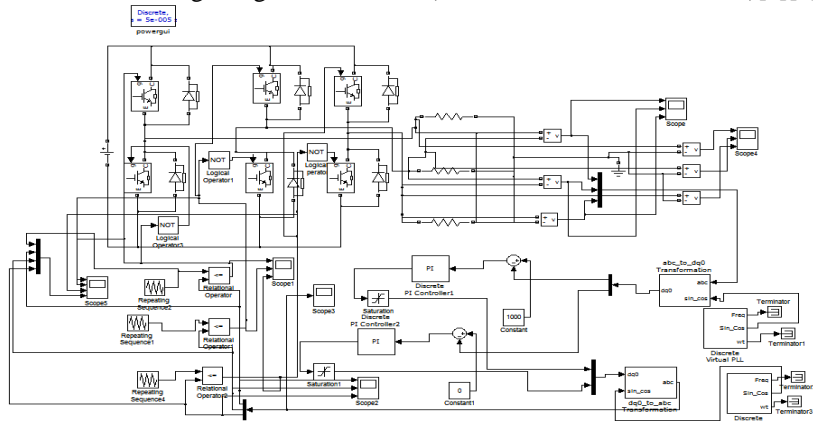 Discrete,
= 5e-005
powergui
g
C
E
NOT
Logical
Operator1
NOT
Logical
perator
NOT
Logical
Operator3
Scope
Scope4
Scope5
Repeating
Sequence2
<=
Relational
Operator
Scope1
Repeating
Sequence1
<=
Relational
Operator1
Repeating
Sequence4
<=
Relational
Operator2
Scope2
Scope3
PI
Discrete
PI Controller1
Saturation
Discrete
PI Controller2
PI
Saturation1
1000
Constant
0
Constant1
abc_to_dq0
Transformation
abc
dq0
sin_cos
Freq
Sin_Cos
wt
Discrete
Virtual PLL
Terminator
Terminator1
dq0
abc
sin_cos
dq0_to_abc
Transformation
Freq
Sin_Cos
wt
Discrete
Terminator
Terminator3